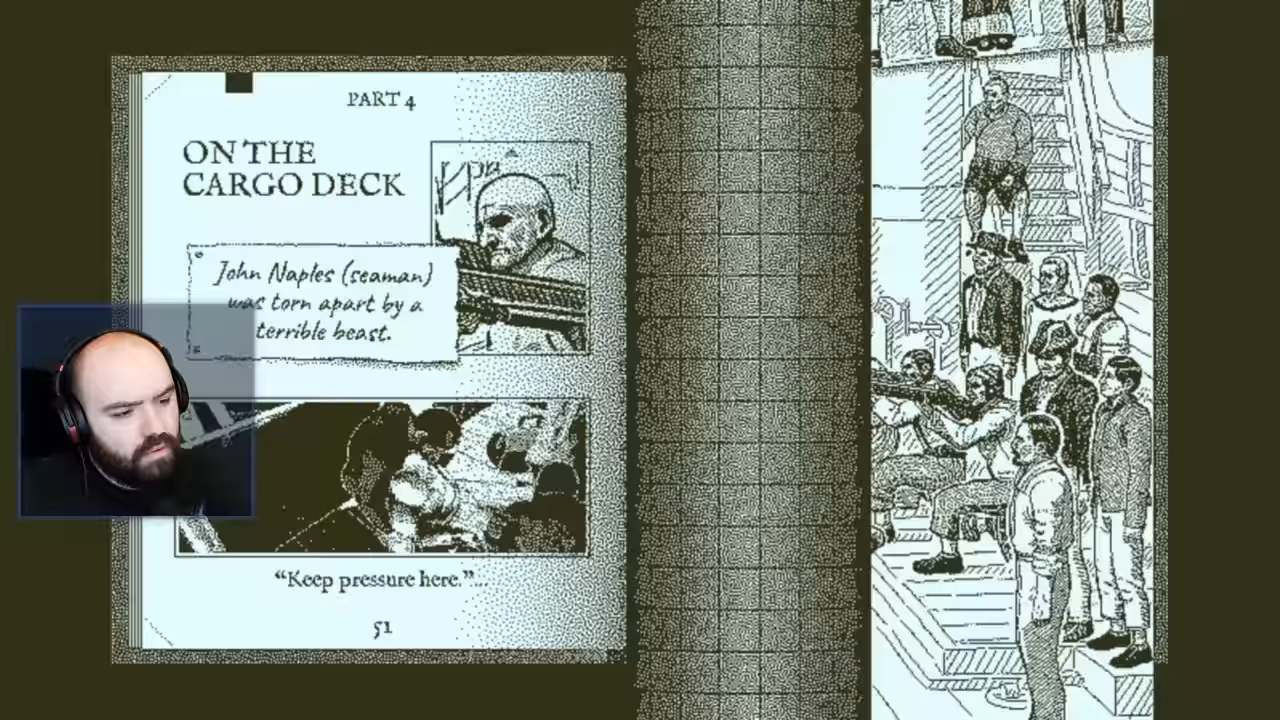 PART 4
ON THE
CARGO DECK
John Naples (seaman)
was torn apart by a
terrible beast.
“Keep pressure here.”...
51